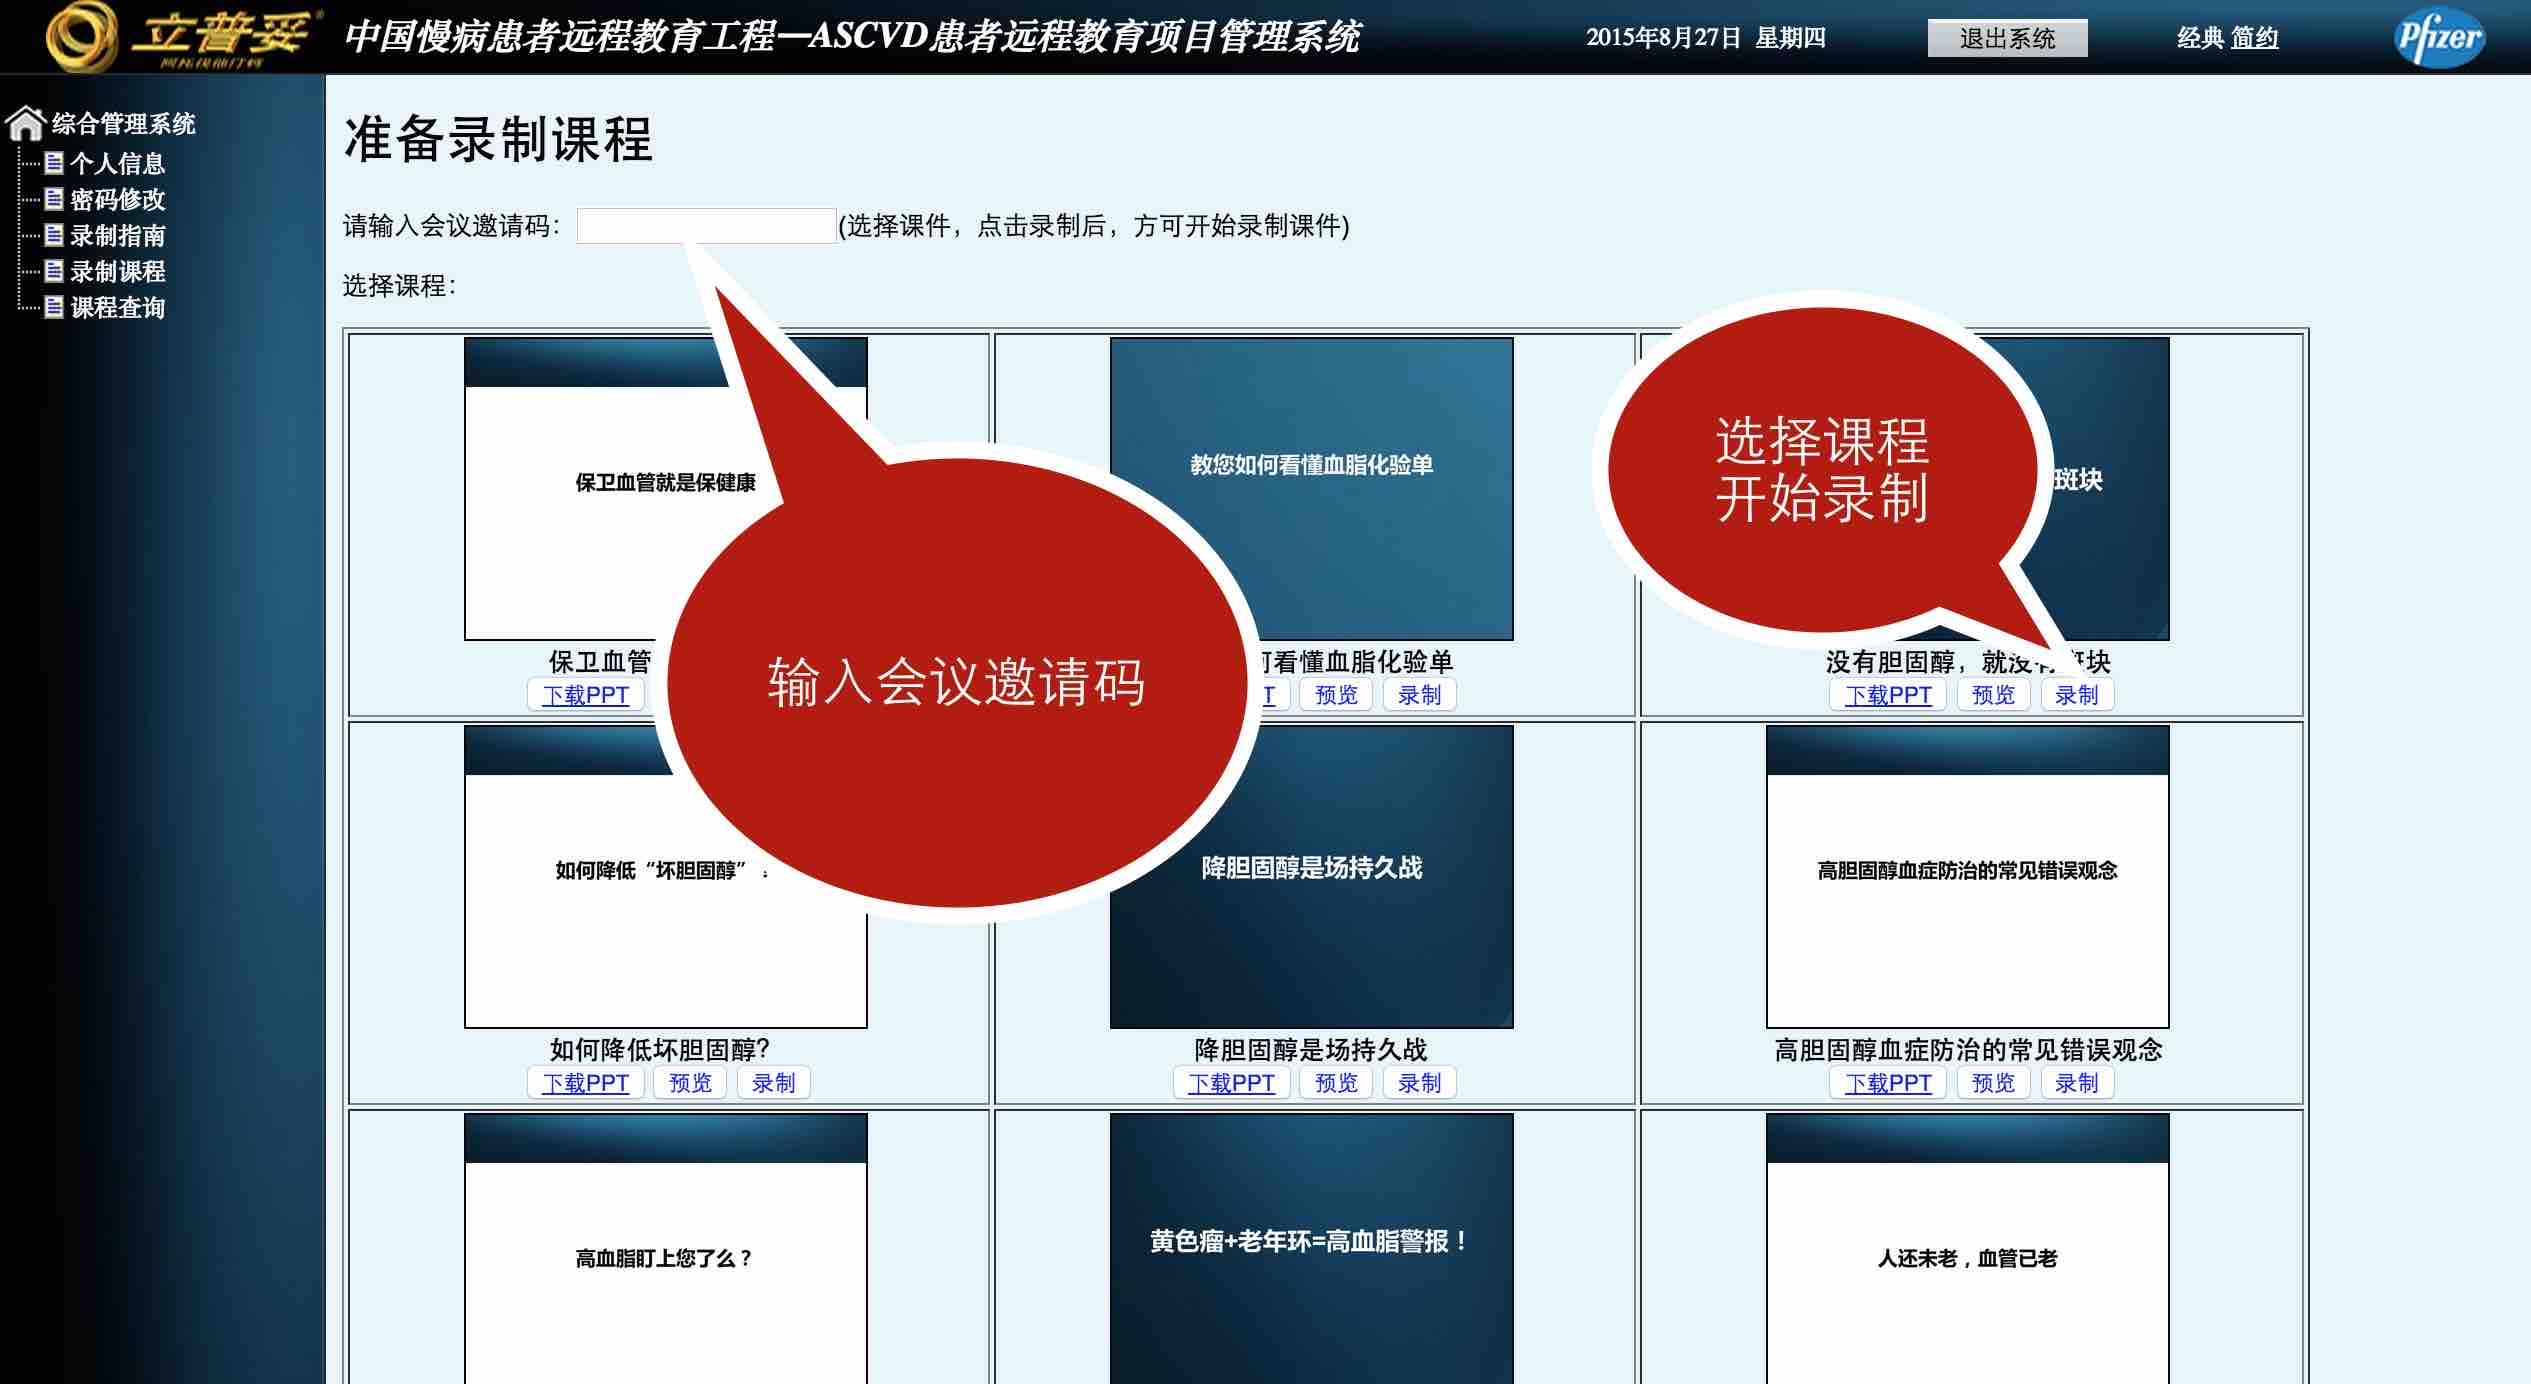 立普妥®
中国慢病患者远程教育工程—ASCVD患者远程教育项目管理系统
2015年8月27日 星期四
退出系统
经典 简约
Pfizer
综合管理系统
个人信息
密码修改
录制指南
录制课程
课程查询
准备录制课程
请输入会议邀请码：
(选择课件，点击录制后，方可开始录制课件)
选择课程：
保卫血管就是保健康
教您如何看懂血脂化验单
斑块
选择课程
开始录制
输入会议邀请码
保卫血管
看懂血脂化验单
没有胆固醇，就没有斑块
下载PPT
T 预览 录制
下载PPT 预览 录制
如何降低“坏胆固醇”
降胆固醇是场持久战
高胆固醇血症防治的常见错误观念
如何降低坏胆固醇？
降胆固醇是场持久战
高胆固醇血症防治的常见错误观念
下载PPT 预览 录制
下载PPT 预览 录制
下载PPT 预览 录制
高血脂盯上您了么？
黄色瘤+老年环=高血脂警报！
人还未老，血管已老